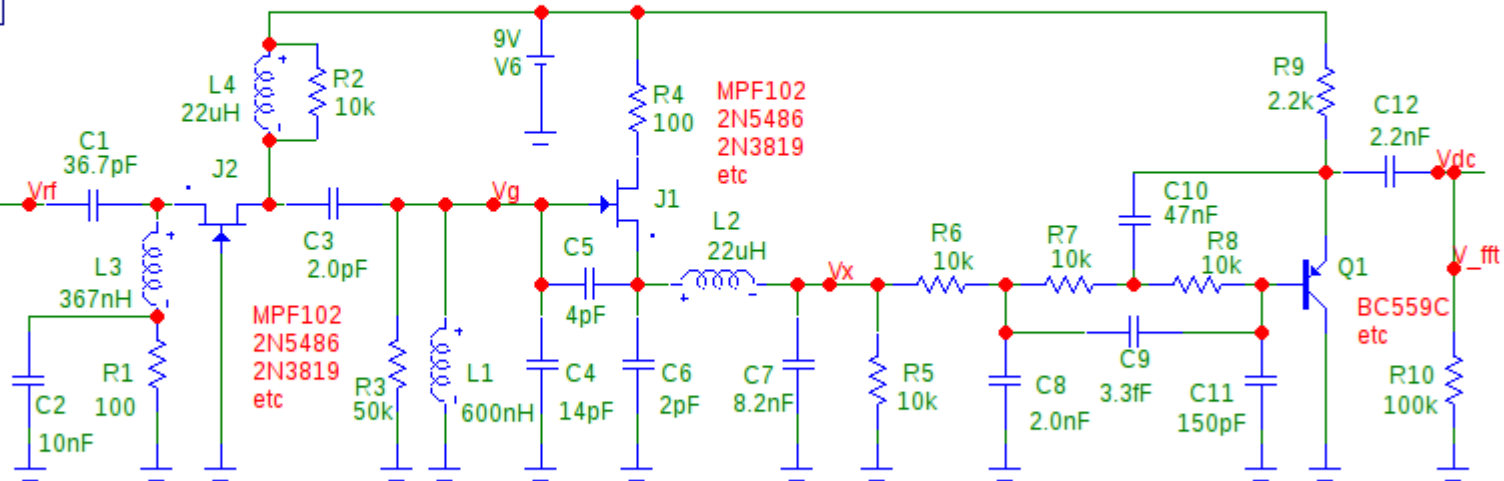 9V
V6
L4
22uH
R2
10k
R4
100
MPF102
2N5486
2N3819
etc
R9
2.2k
C12
2.2nF
C1
36.7pF
Vrf
J2
Vg
J1
Vdc
C10
47nF
C3
2.0pF
C5
4pF
L2
22uH
Vx
R6
10k
R7
10k
R8
10k
Q1
V_fft
L3
367nH
MPF102
2N5486
2N3819
etc
BC559C
etc
R1
100
C2
10nF
R3
50k
L1
600nH
C4
14pF
C6
2pF
C7
8.2nF
R5
10k
C8
2.0nF
C9
3.3fF
C11
150pF
R10
100k